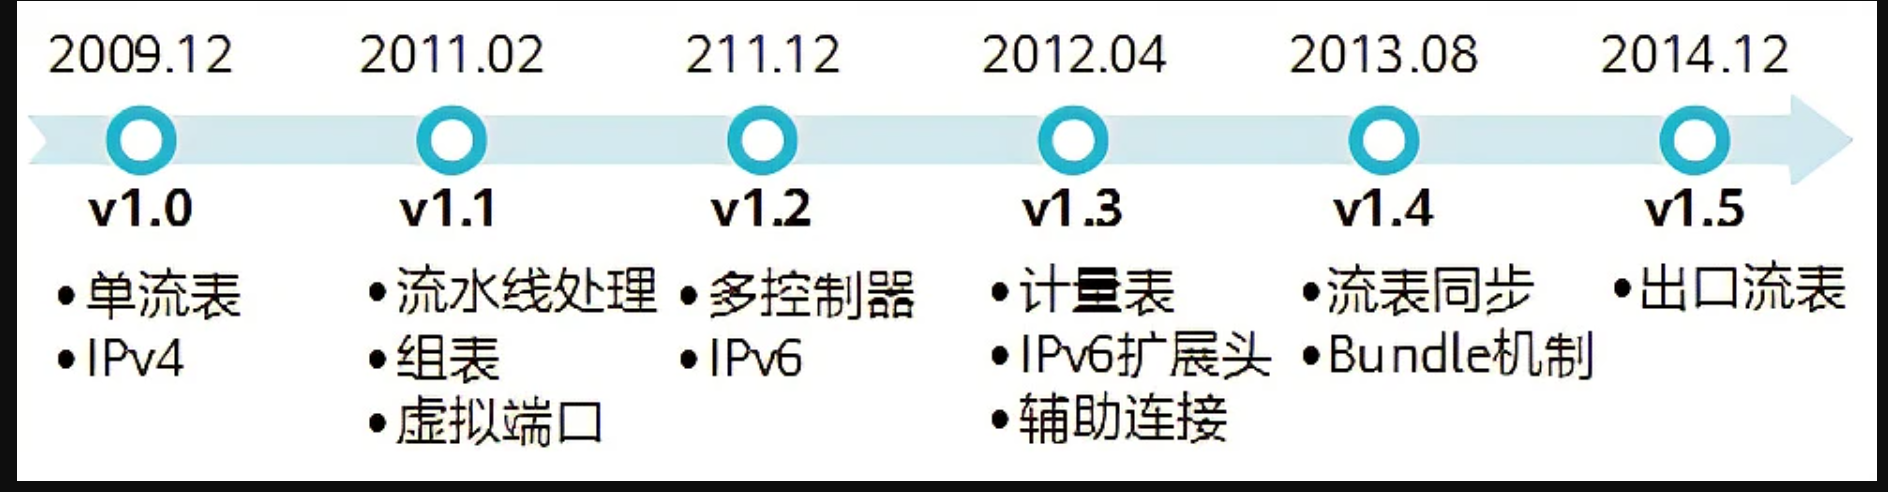 2009.12 2011.02 211.12 2012.04 2013.08 2014.12
v1.0 v1.1 v1.2 v1.3 v1.4 v1.5
•单流表
•IPv4
•流水线处理
•组表
•虚拟端口
•多控制器
•IPv6
•计量表
•IPv6扩展头
•辅助连接
•流表同步
•Bundle机制
•出口流表